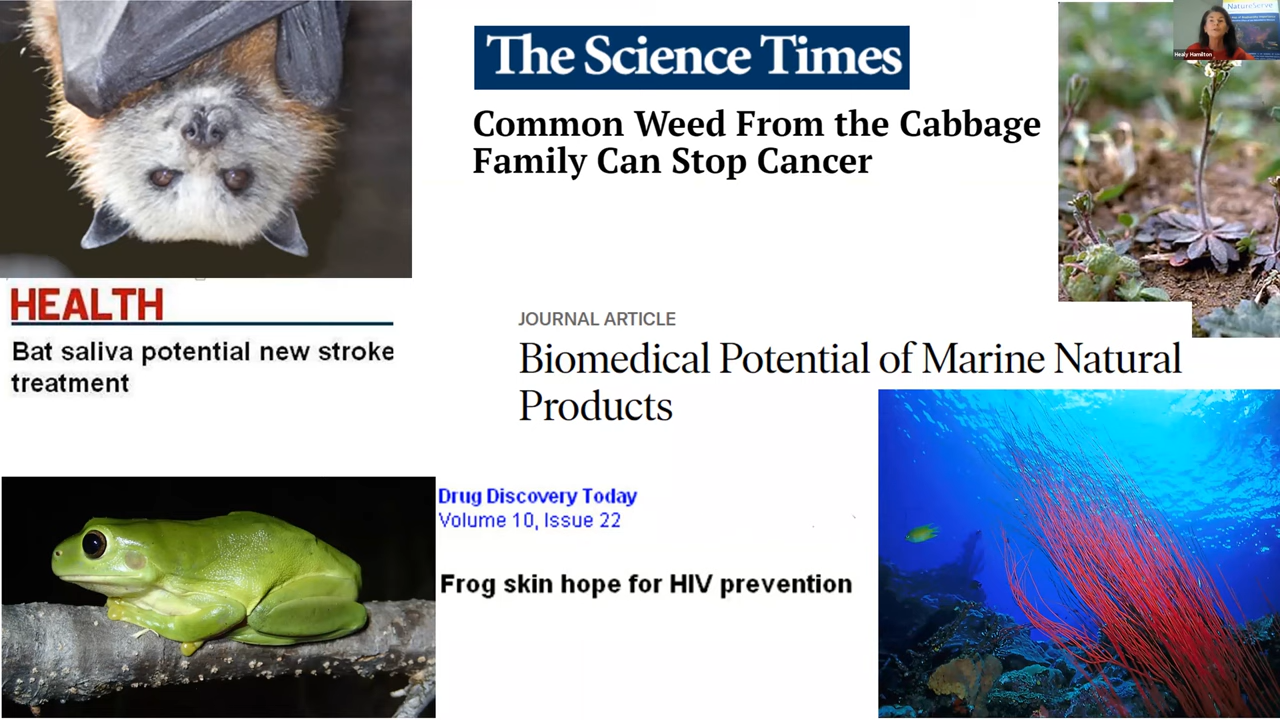 The Science Times
Common Weed From the Cabbage
Family Can Stop Cancer
NatureServe
Healy Hamilton
HEALTH
Bat saliva potential new stroke
treatment
JOURNAL ARTICLE
Biomedical Potential of Marine Natural
Products
Drug Discovery Today
Volume 10, Issue 22
Frog skin hope for HIV prevention